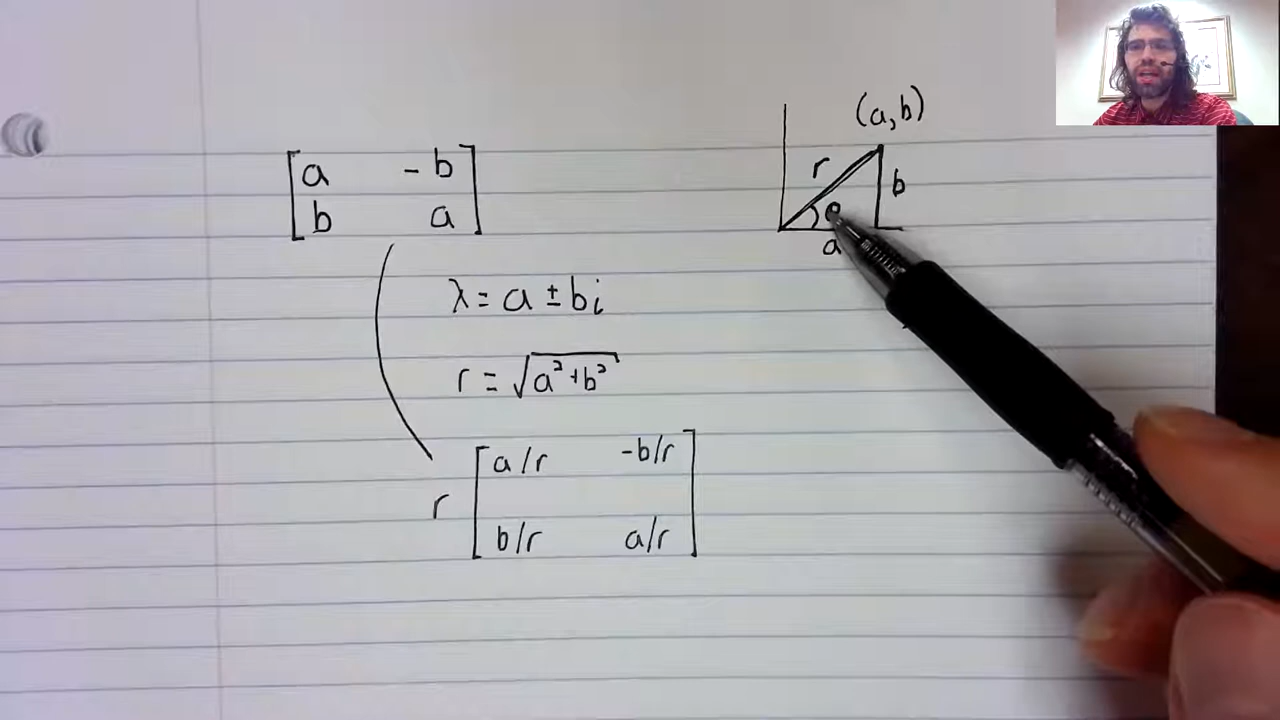 [a -b
b a]
λ = a ± bi
r = √a²+b²
r [a/r -b/r
b/r a/r]
(a,b)
r
b
θ
a